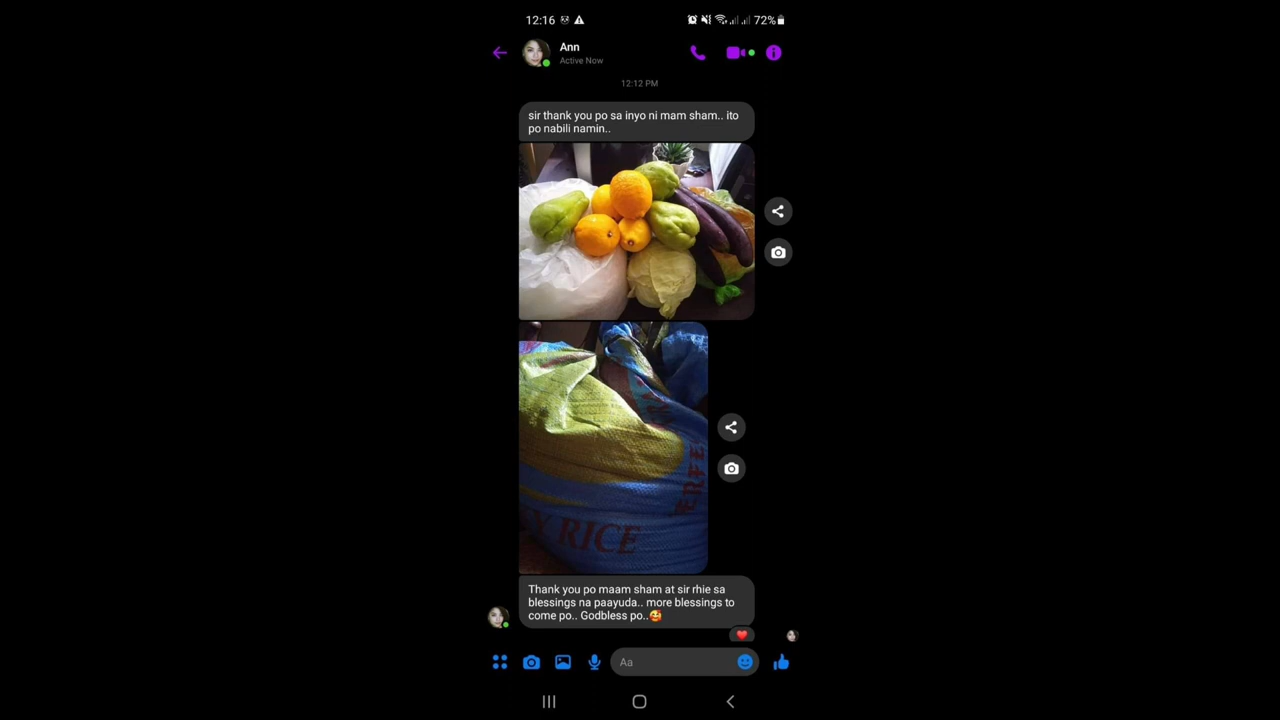 12:16
72%
Ann
Active Now
12:12 PM
sir thank you po sa inyo ni mam sham.. ito
po nabili namin..
RICE
Thank you po maam sham at sir rhie sa
blessings na paayuda.. more blessings to
come po.. Godbless po..🥰
Aa